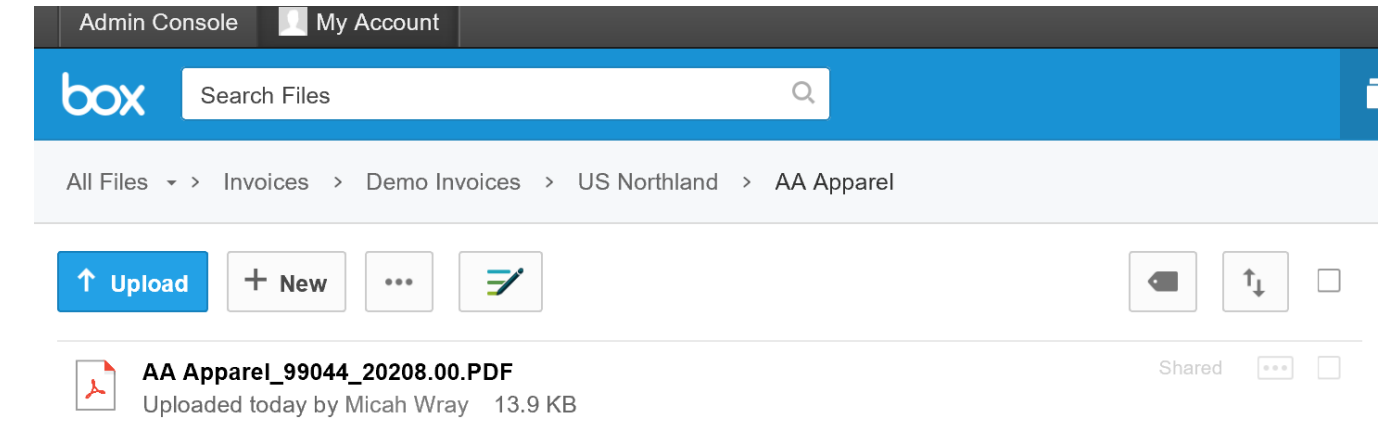 Admin Console My Account
box Search Files
All Files > Invoices > Demo Invoices > US Northland > AA Apparel
Upload + New ...
AA Apparel_99044_20208.00.PDF Shared ...
Uploaded today by Micah Wray 13.9 KB